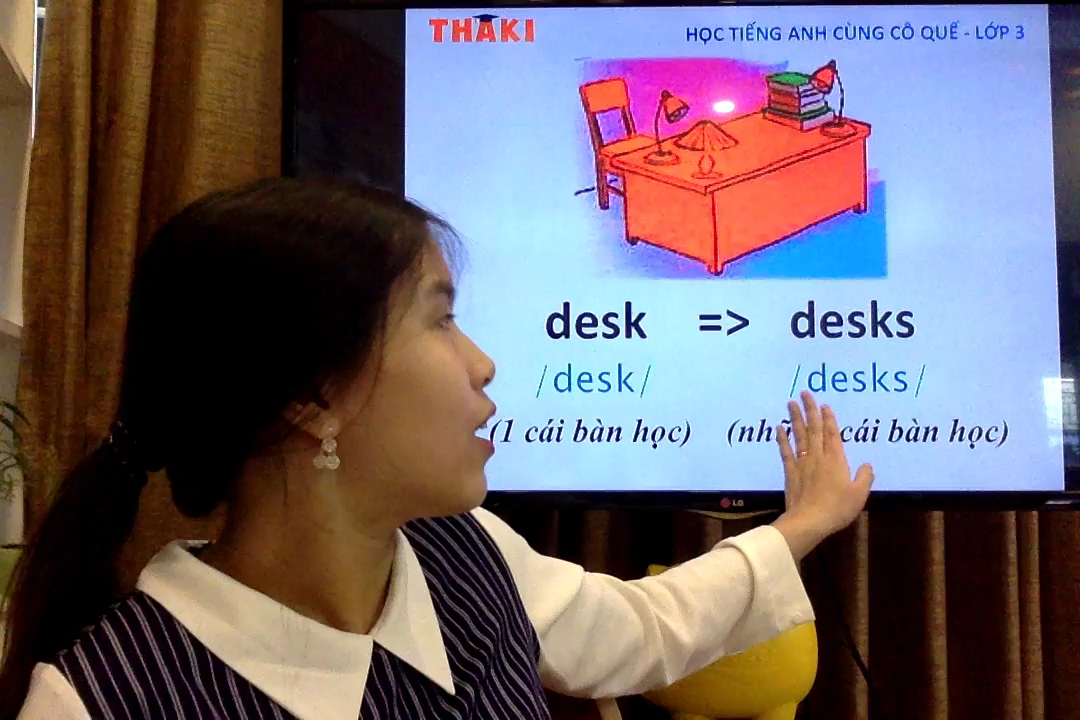 THAKI
HỌC TIẾNG ANH CÙNG CÔ QUẾ - LỚP 3
desk => desks
/desk/ /desks/
(1 cái bàn học) (nhữ cái bàn học)
LG